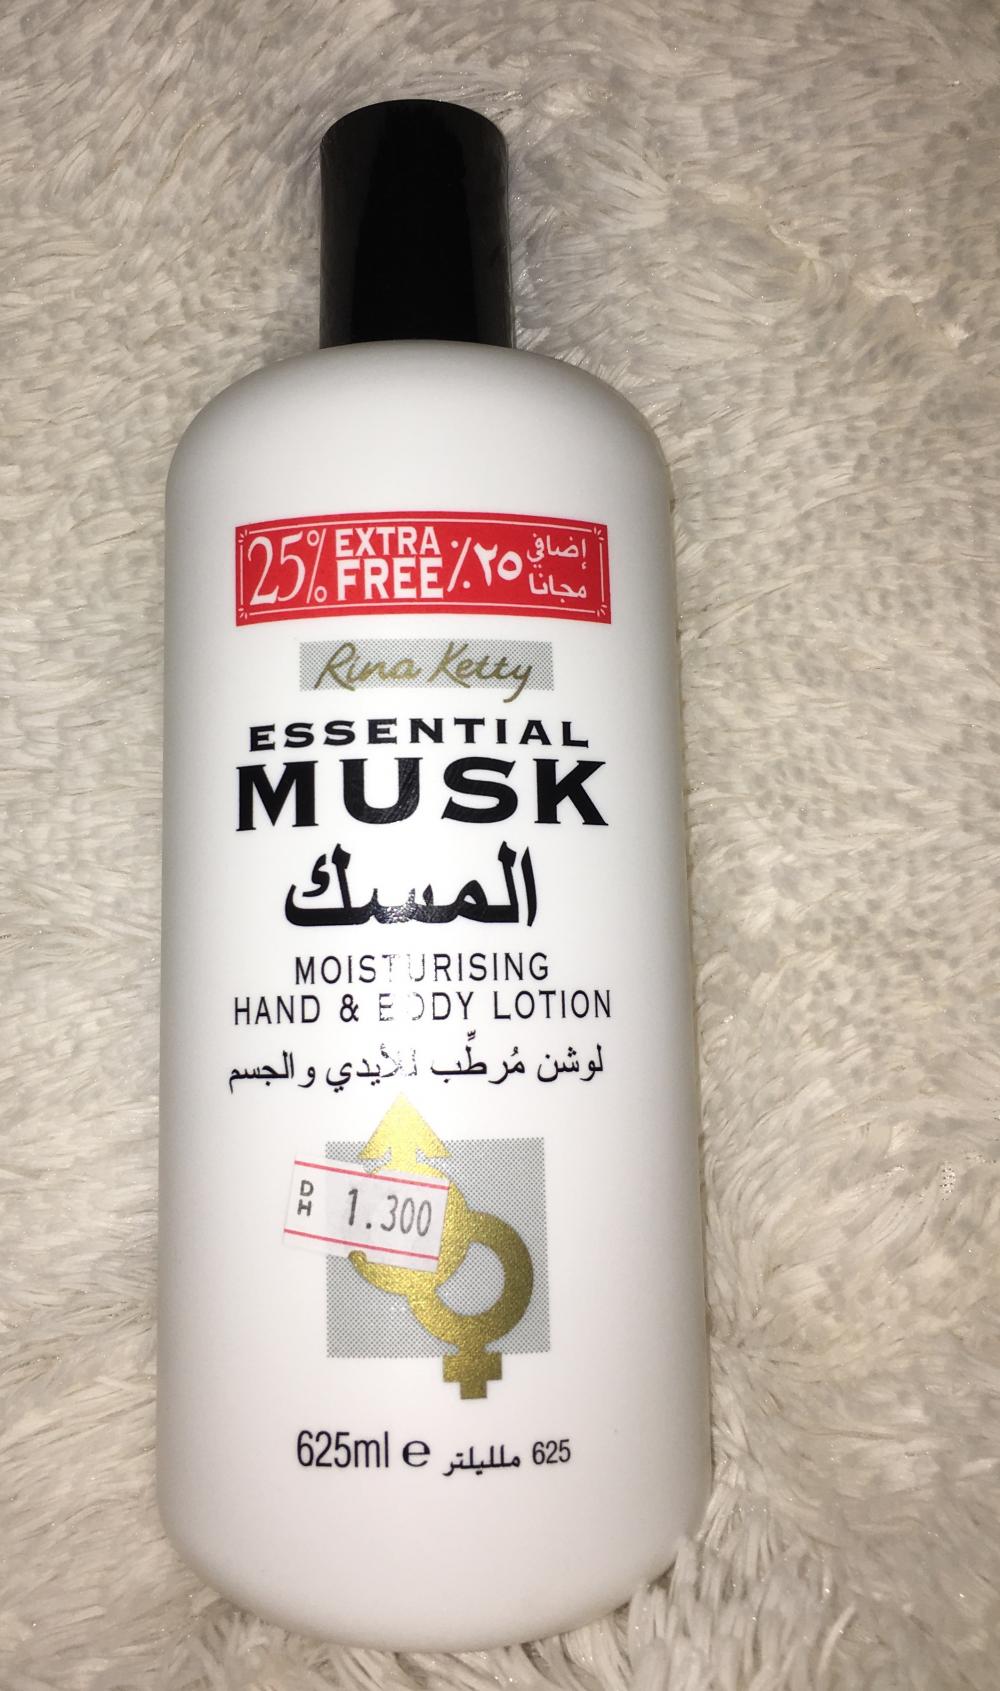 25% EXTRA FREE ٪٢٥ إضافي مجانا
Rina Ketty
ESSENTIAL
MUSK
المسك
MOISTURISING
HAND & BODY LOTION
لوشن مُرطِّب للأيدي والجسم
DH 1.300
625ml e 625 ملليلتر